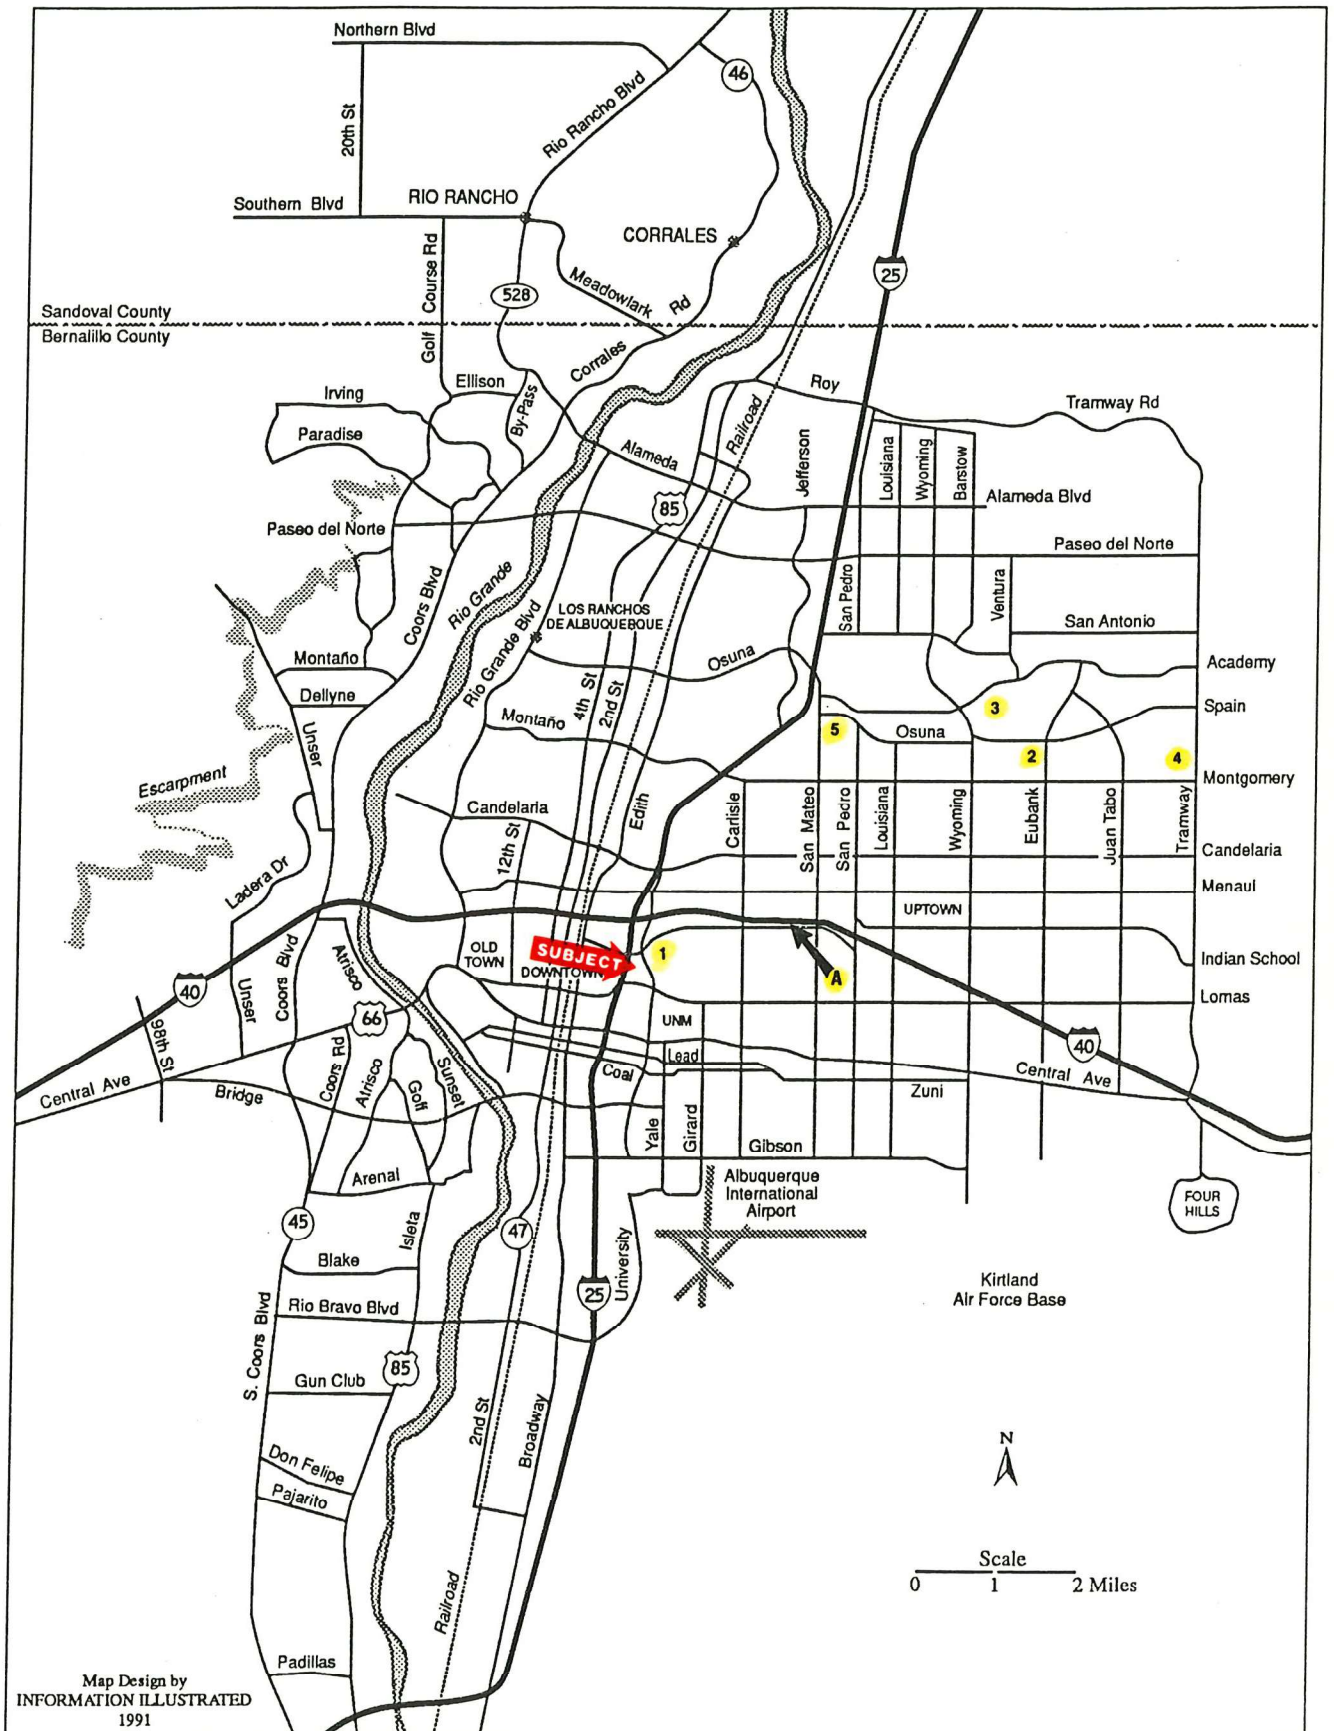 Northern Blvd
46
20th St
Rio Rancho Blvd
Southern Blvd
RIO RANCHO
CORRALES
Golf Course Rd
528
Meadowlark
Rd
25
Sandoval County
Bernalillo County
Corrales
Irving
Ellison
By-Pass
Roy
Tramway Rd
Paradise
Alameda
Railroad
Jefferson
Louisiana
Wyoming
Barstow
Alameda Blvd
85
Paseo del Norte
Paseo del Norte
Coors Blvd
Rio Grande
San Pedro
Ventura
LOS RANCHOS
DE ALBUQUERQUE
San Antonio
Rio Grande Blvd
Montaño
Osuna
Academy
Dellyne
4th St
2nd St
3
Spain
Unser
Montaño
5
Osuna
2
4
Escarpment
Montgomery
Candelaria
Edith
Carlisle
San Mateo
San Pedro
Louisiana
Wyoming
Eubank
Juan Tabo
Tramway
12th St
Candelaria
Ladera Dr
Menaul
UPTOWN
OLD
TOWN
SUBJECT
1
DOWNTOWN
A
Indian School
40
Unser
Coors Blvd
Atrisco
Lomas
66
UNM
98th St
Coors Rd
Atrisco
Goff
Sunset
Lead
Coal
40
Central Ave
Central Ave
Bridge
Zuni
Yale
Girard
Gibson
Arenal
Albuquerque
International
Airport
FOUR
HILLS
45
Isleta
47
University
Blake
25
Kirtland
Air Force Base
Rio Bravo Blvd
S. Coors Blvd
85
Gun Club
2nd St
Broadway
N
Don Felipe
Pajarito
Scale
0 1 2 Miles
Railroad
Padillas
Map Design by
INFORMATION ILLUSTRATED
1991